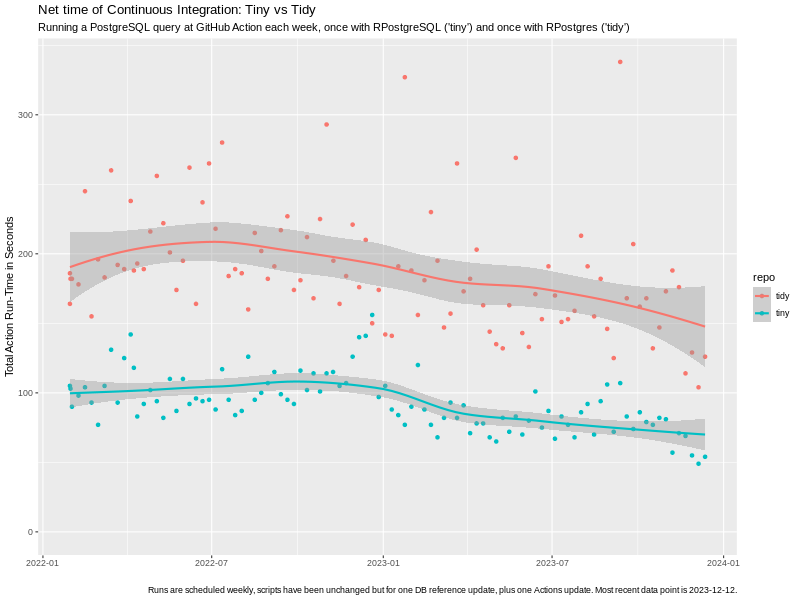 Net time of Continuous Integration: Tiny vs Tidy
Running a PostgreSQL query at GitHub Action each week, once with RPostgreSQL ('tiny') and once with RPostgres ('tidy')
Total Action Run-Time in Seconds
300
200
100
0
2022-01
2022-07
2023-01
2023-07
2024-01
repo
tidy
tiny
Runs are scheduled weekly, scripts have been unchanged but for one DB reference update, plus one Actions update. Most recent data point is 2023-12-12.